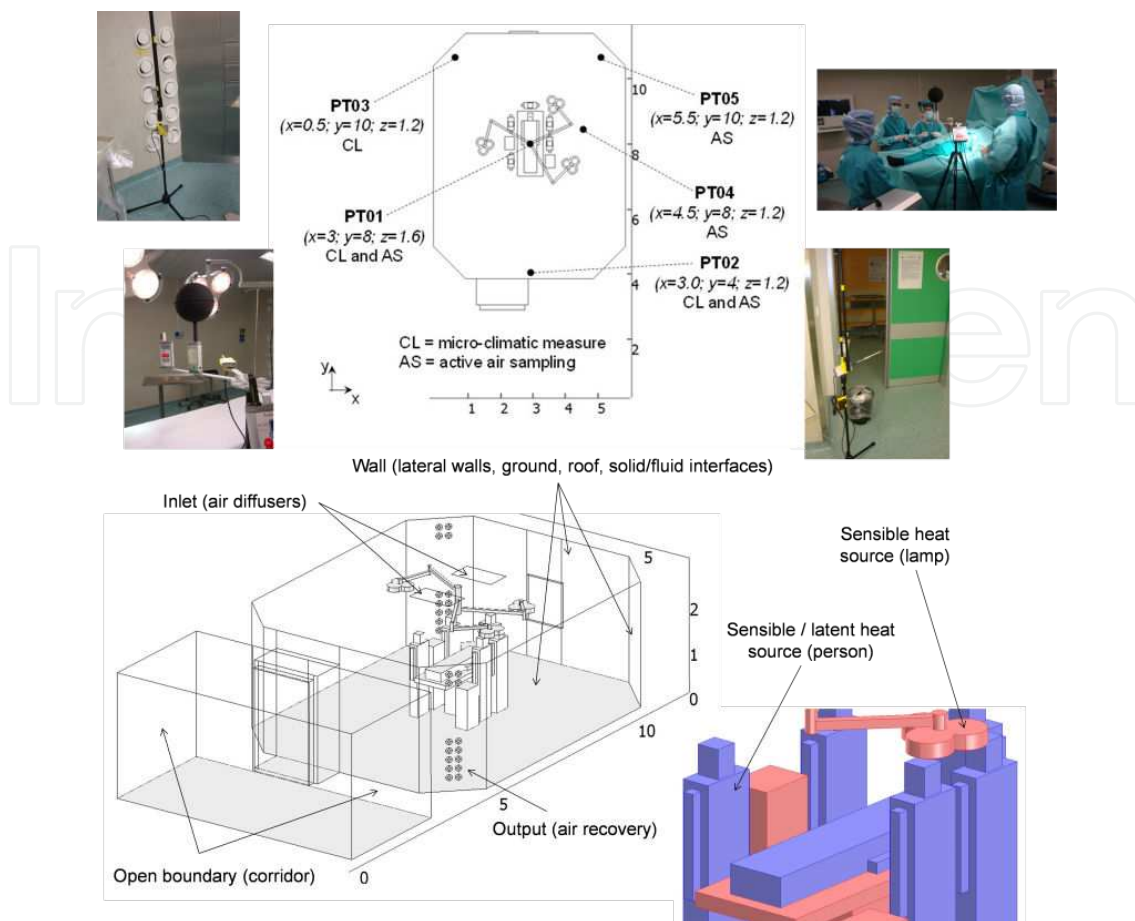 PT03
(x=0.5; y=10; z=1.2)
CL
PT05
(x=5.5; y=10; z=1.2)
AS
PT01
(x=3; y=8; z=1.6)
CL and AS
PT04
(x=4.5; y=8; z=1.2)
AS
PT02
(x=3.0; y=4; z=1.2)
CL and AS
10
8
6
4
2
CL = micro-climatic measure
AS = active air sampling
y
x
1 2 3 4 5
Wall (lateral walls, ground, roof, solid/fluid interfaces)
Inlet (air diffusers)
Sensible heat
source (lamp)
Sensible / latent heat
source (person)
5
2
1
0
10
5
0
Output (air recovery)
Open boundary (corridor)